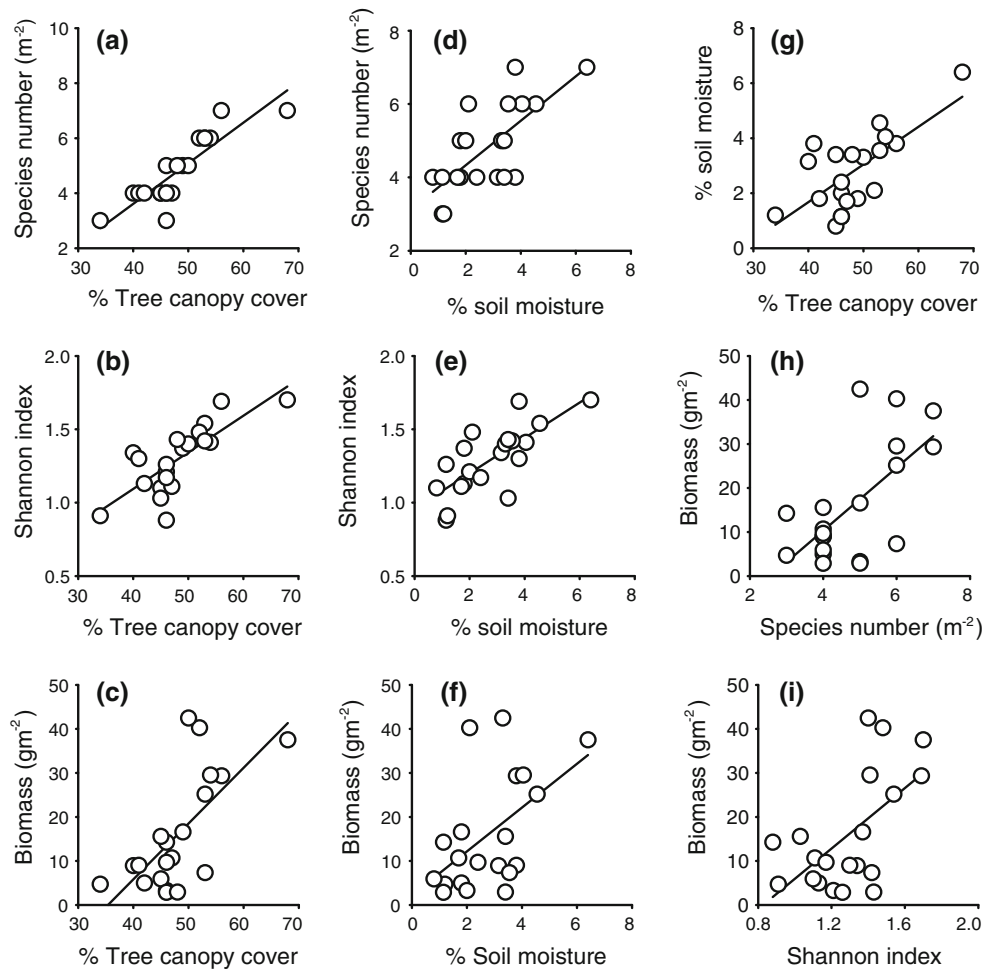 (a)
Species number (m-2)
10
8
6
4
2
30 40 50 60 70
% Tree canopy cover
(d)
Species number (m-2)
8
6
4
2
0 2 4 6 8
% soil moisture
(g)
% soil moisture
8
6
4
2
0
30 40 50 60 70
% Tree canopy cover
(b)
Shannon index
2.0
1.5
1.0
0.5
30 40 50 60 70
% Tree canopy cover
(e)
Shannon index
2.0
1.5
1.0
0.5
0 2 4 6 8
% soil moisture
(h)
Biomass (gm-2)
50
40
30
20
10
0
2 4 6 8
Species number (m-2)
(c)
Biomass (gm-2)
50
40
30
20
10
0
30 40 50 60 70
% Tree canopy cover
(f)
Biomass (gm-2)
50
40
30
20
10
0
0 2 4 6 8
% Soil moisture
(i)
Biomass (gm-2)
50
40
30
20
10
0
0.8 1.2 1.6 2.0
Shannon index